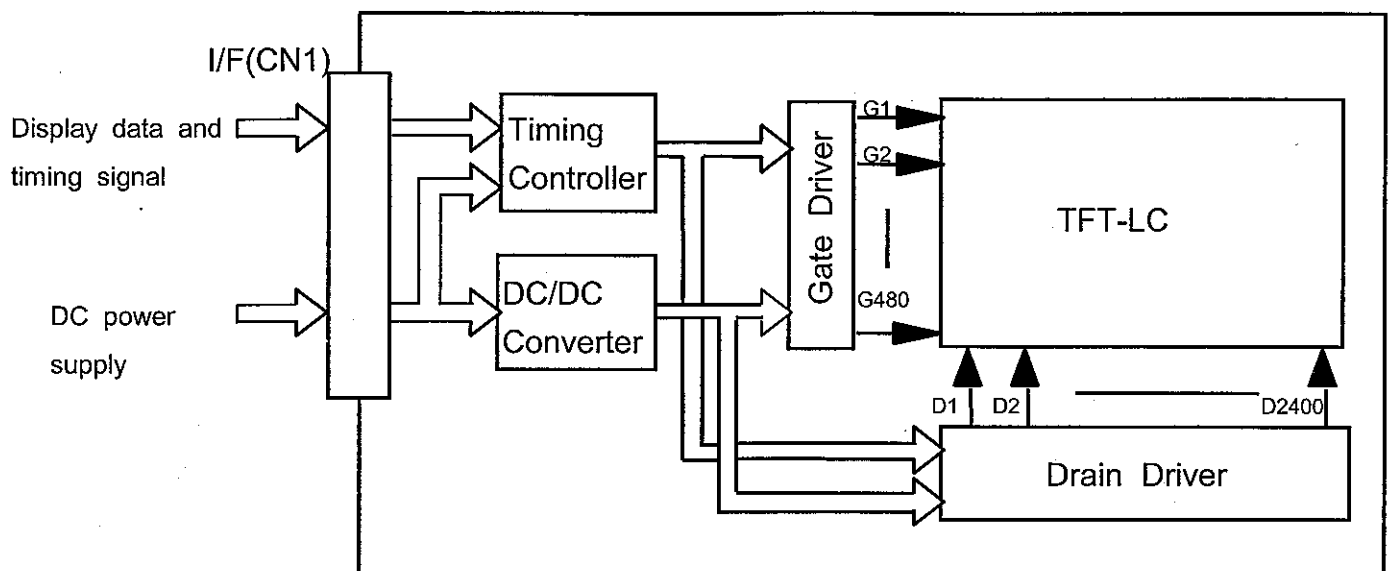 I/F(CN1)
Display data and
timing signal
DC power
supply
Timing
Controller
DC/DC
Converter
Gate Driver
G1
G2
G480
TFT-LC
D1
D2
D2400
Drain Driver